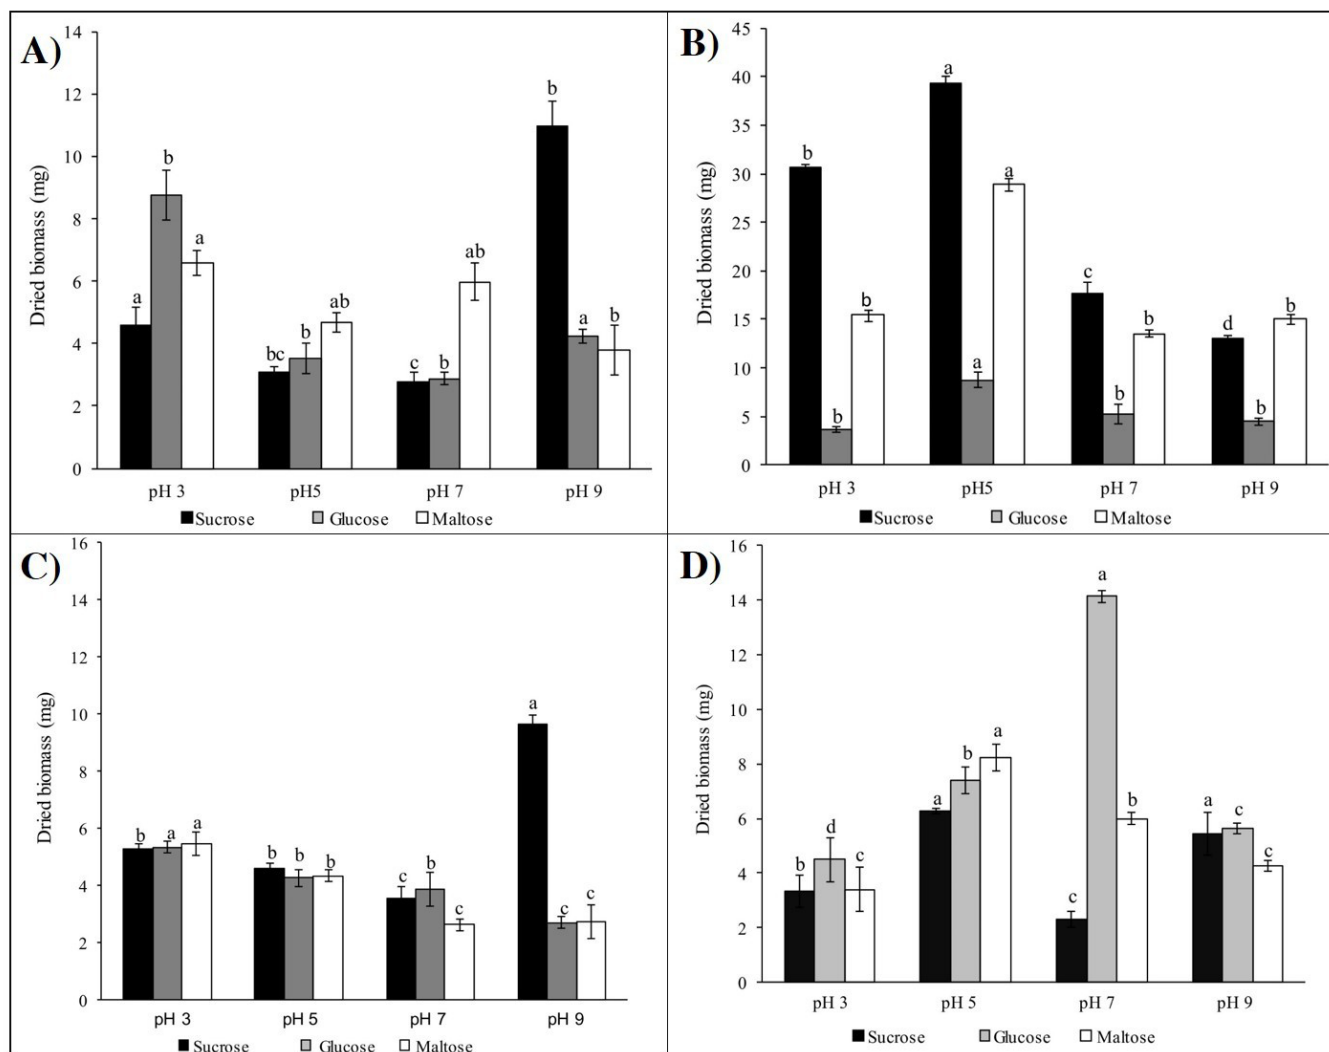 A)
Dried biomass (mg)
14
12
10
8
6
4
2
0
a b a
bc b ab
c b ab
b a b
pH 3 pH5 pH 7 pH 9
Sucrose Glucose Maltose
B)
Dried biomass (mg)
45
40
35
30
25
20
15
10
5
0
b b b
a a a
c b b
d b b
pH 3 pH5 pH 7 pH 9
Sucrose Glucose Maltose
C)
Dried biomass (mg)
16
14
12
10
8
6
4
2
0
b a a
b b b
c b c
a c c
pH 3 pH 5 pH 7 pH 9
Sucrose Glucose Maltose
D)
Dried biomass (mg)
16
14
12
10
8
6
4
2
0
b d c
a b a
c a b
a c c
pH 3 pH 5 pH 7 pH 9
Sucrose Glucose Maltose